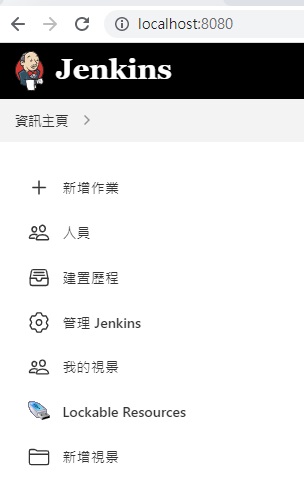 localhost:8080
Jenkins
資訊主頁
新增作業
人員
建置歷程
管理 Jenkins
我的視景
Lockable Resources
新增視景